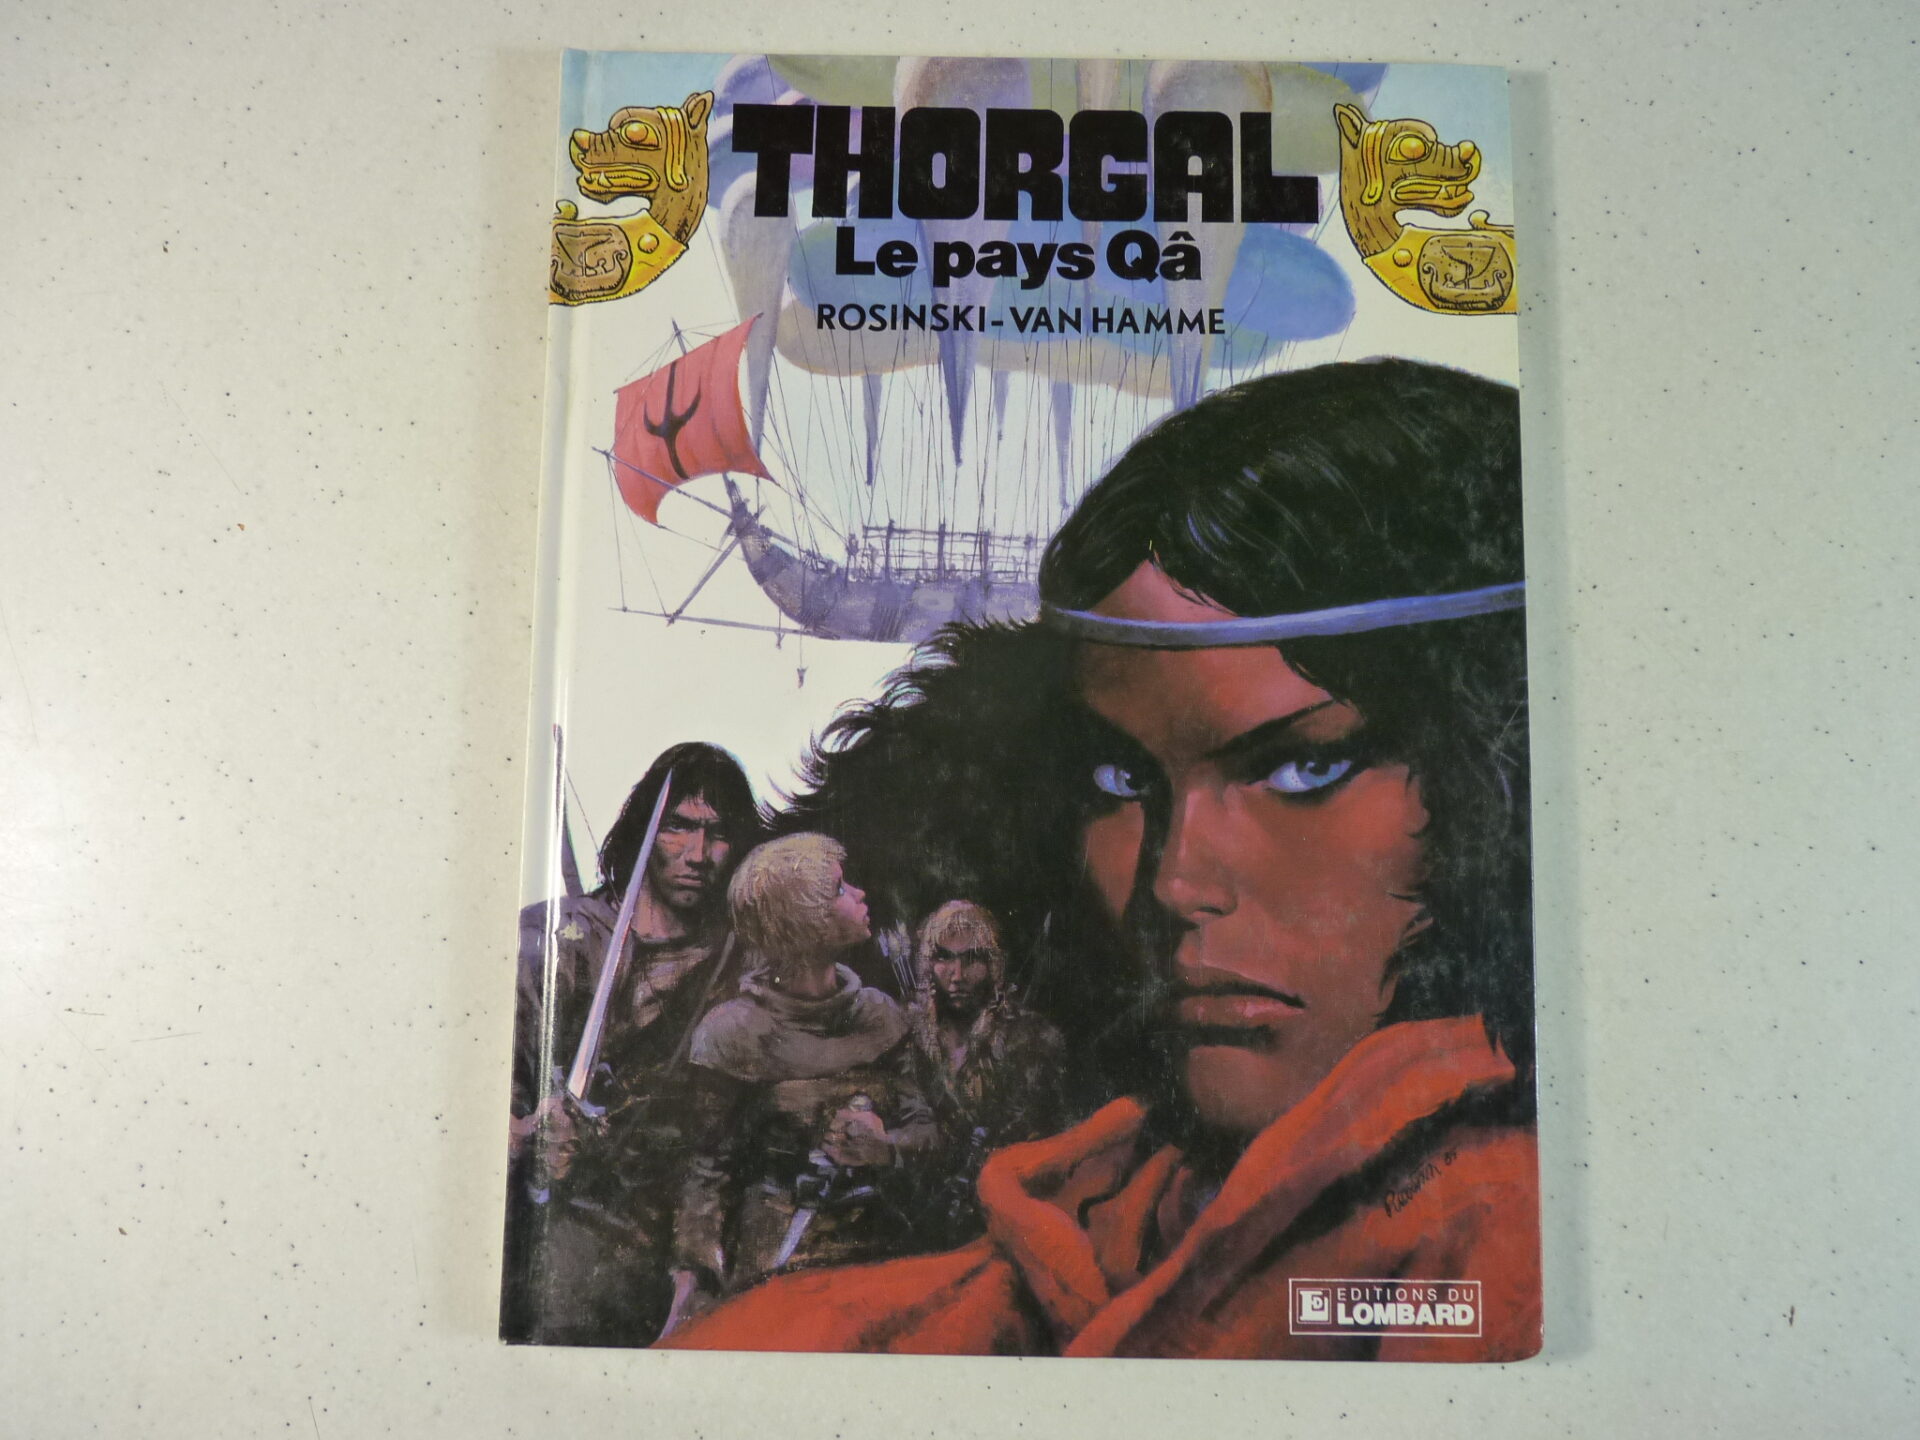 THORGAL
Le pays Qâ
ROSINSKI-VAN HAMME
EDITIONS DU
LOMBARD